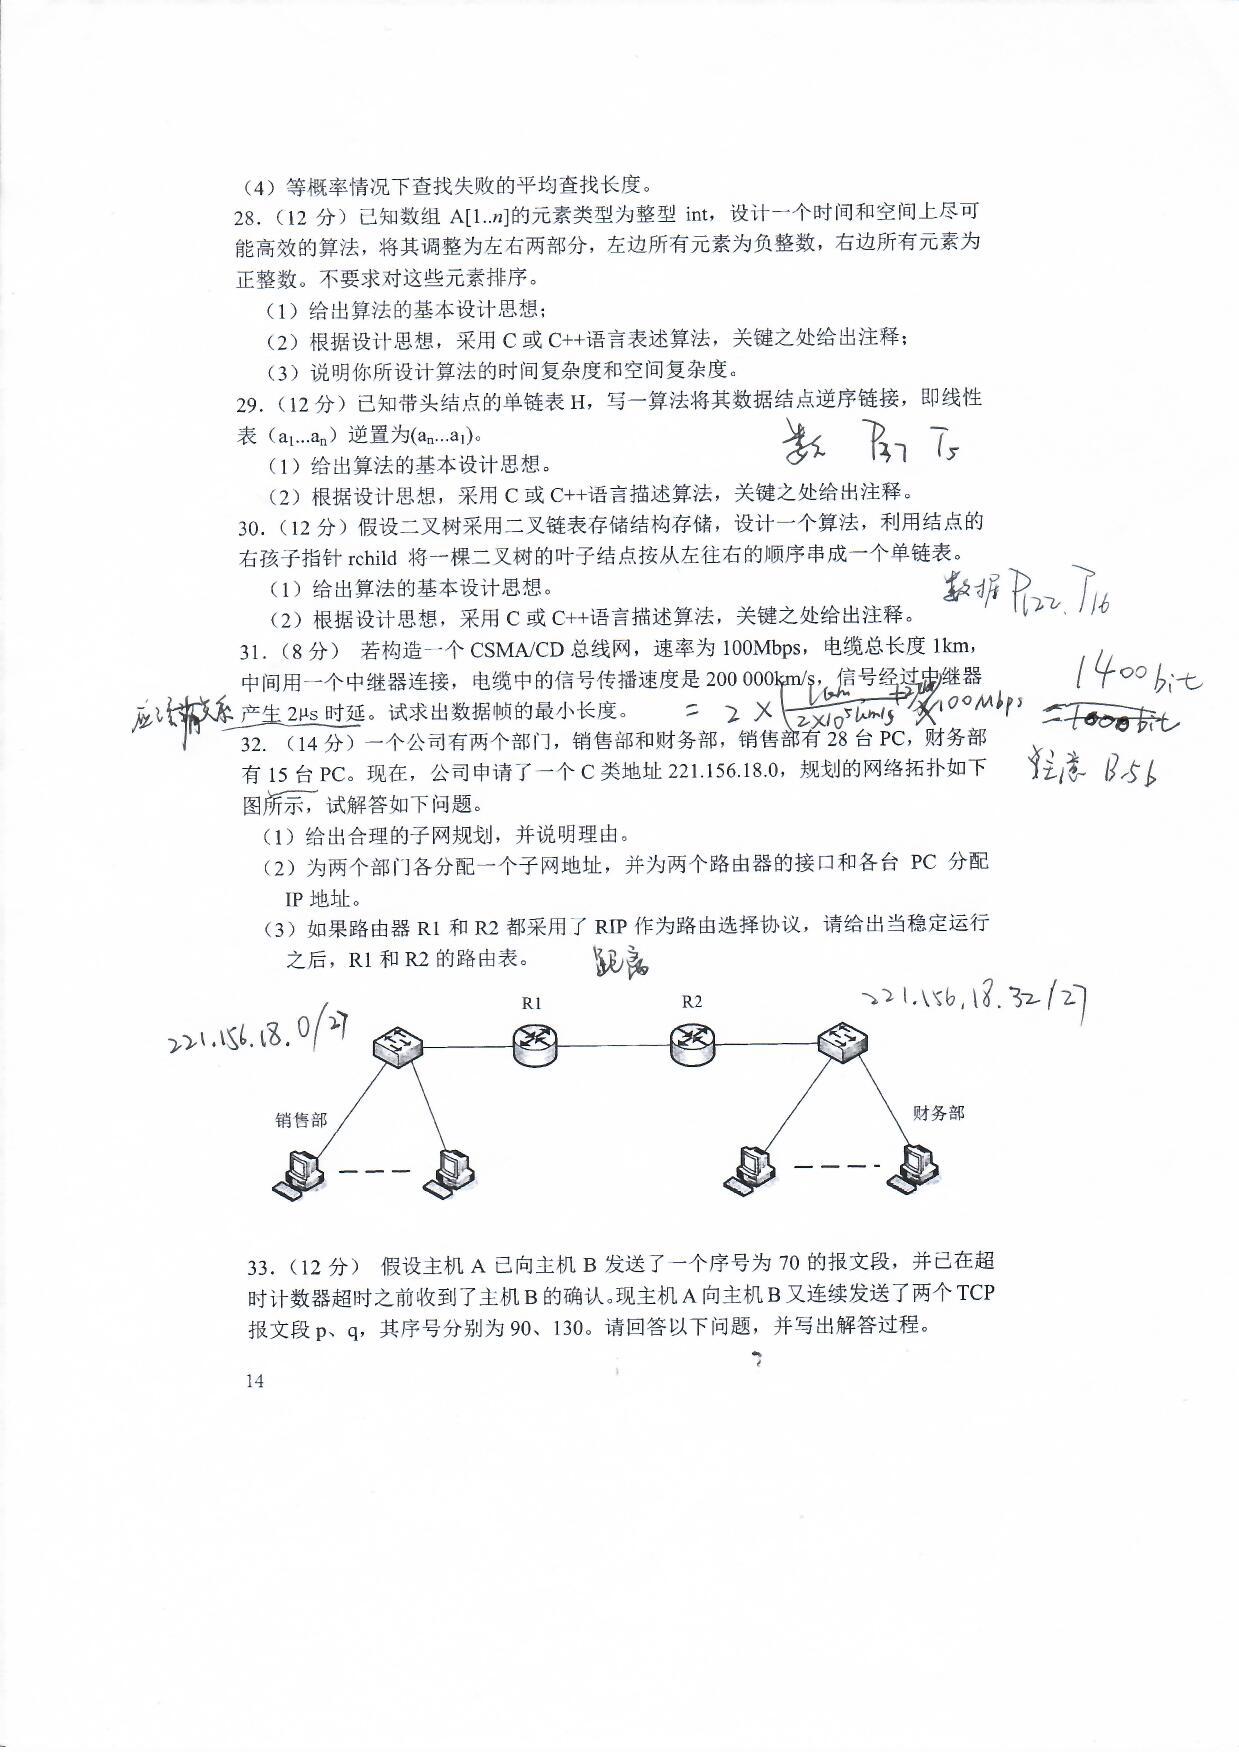 （4）等概率情况下查找失败的平均查找长度。
28.（12 分）已知数组 A[1..n]的元素类型为整型 int，设计一个时间和空间上尽可
能高效的算法，将其调整为左右两部分，左边所有元素为负整数，右边所有元素为
正整数。不要求对这些元素排序。
（1）给出算法的基本设计思想；
（2）根据设计思想，采用 C 或 C++语言表述算法，关键之处给出注释；
（3）说明你所设计算法的时间复杂度和空间复杂度。
29.（12 分）已知带头结点的单链表 H，写一算法将其数据结点逆序链接，即线性
表（a1...an）逆置为(an...a1)。
P37 T5
（1）给出算法的基本设计思想。
（2）根据设计思想，采用 C 或 C++语言描述算法，关键之处给出注释。
30.（12 分）假设二叉树采用二叉链表存储结构存储，设计一个算法，利用结点的
右孩子指针 rchild 将一棵二叉树的叶子结点按从左往右的顺序串成一个单链表。
（1）给出算法的基本设计思想。
数据 P122. T16
（2）根据设计思想，采用 C 或 C++语言描述算法，关键之处给出注释。
31.（8 分） 若构造一个 CSMA/CD 总线网，速率为 100Mbps，电缆总长度 1km，
中间用一个中继器连接，电缆中的信号传播速度是 200 000km/s，信号经过中继器
1400bit
产生 2μs 时延。试求出数据帧的最小长度。
= 2 × ( 1km / 2×10⁵km/s + 2μs ) × 100Mbps
= 1000bit
32. （14 分）一个公司有两个部门，销售部和财务部，销售部有 28 台 PC，财务部
有 15 台 PC。现在，公司申请了一个 C 类地址 221.156.18.0，规划的网络拓扑如下
注意 B.5b
图所示，试解答如下问题。
（1）给出合理的子网规划，并说明理由。
（2）为两个部门各分配一个子网地址，并为两个路由器的接口和各台 PC 分配
IP 地址。
（3）如果路由器 R1 和 R2 都采用了 RIP 作为路由选择协议，请给出当稳定运行
之后，R1 和 R2 的路由表。
距离
R1
R2
221.156.18.32/27
221.156.18.0/27
销售部
财务部
33.（12 分） 假设主机 A 已向主机 B 发送了一个序号为 70 的报文段，并已在超
时计数器超时之前收到了主机 B 的确认。现主机 A 向主机 B 又连续发送了两个 TCP
报文段 p、q，其序号分别为 90、130。请回答以下问题，并写出解答过程。
14